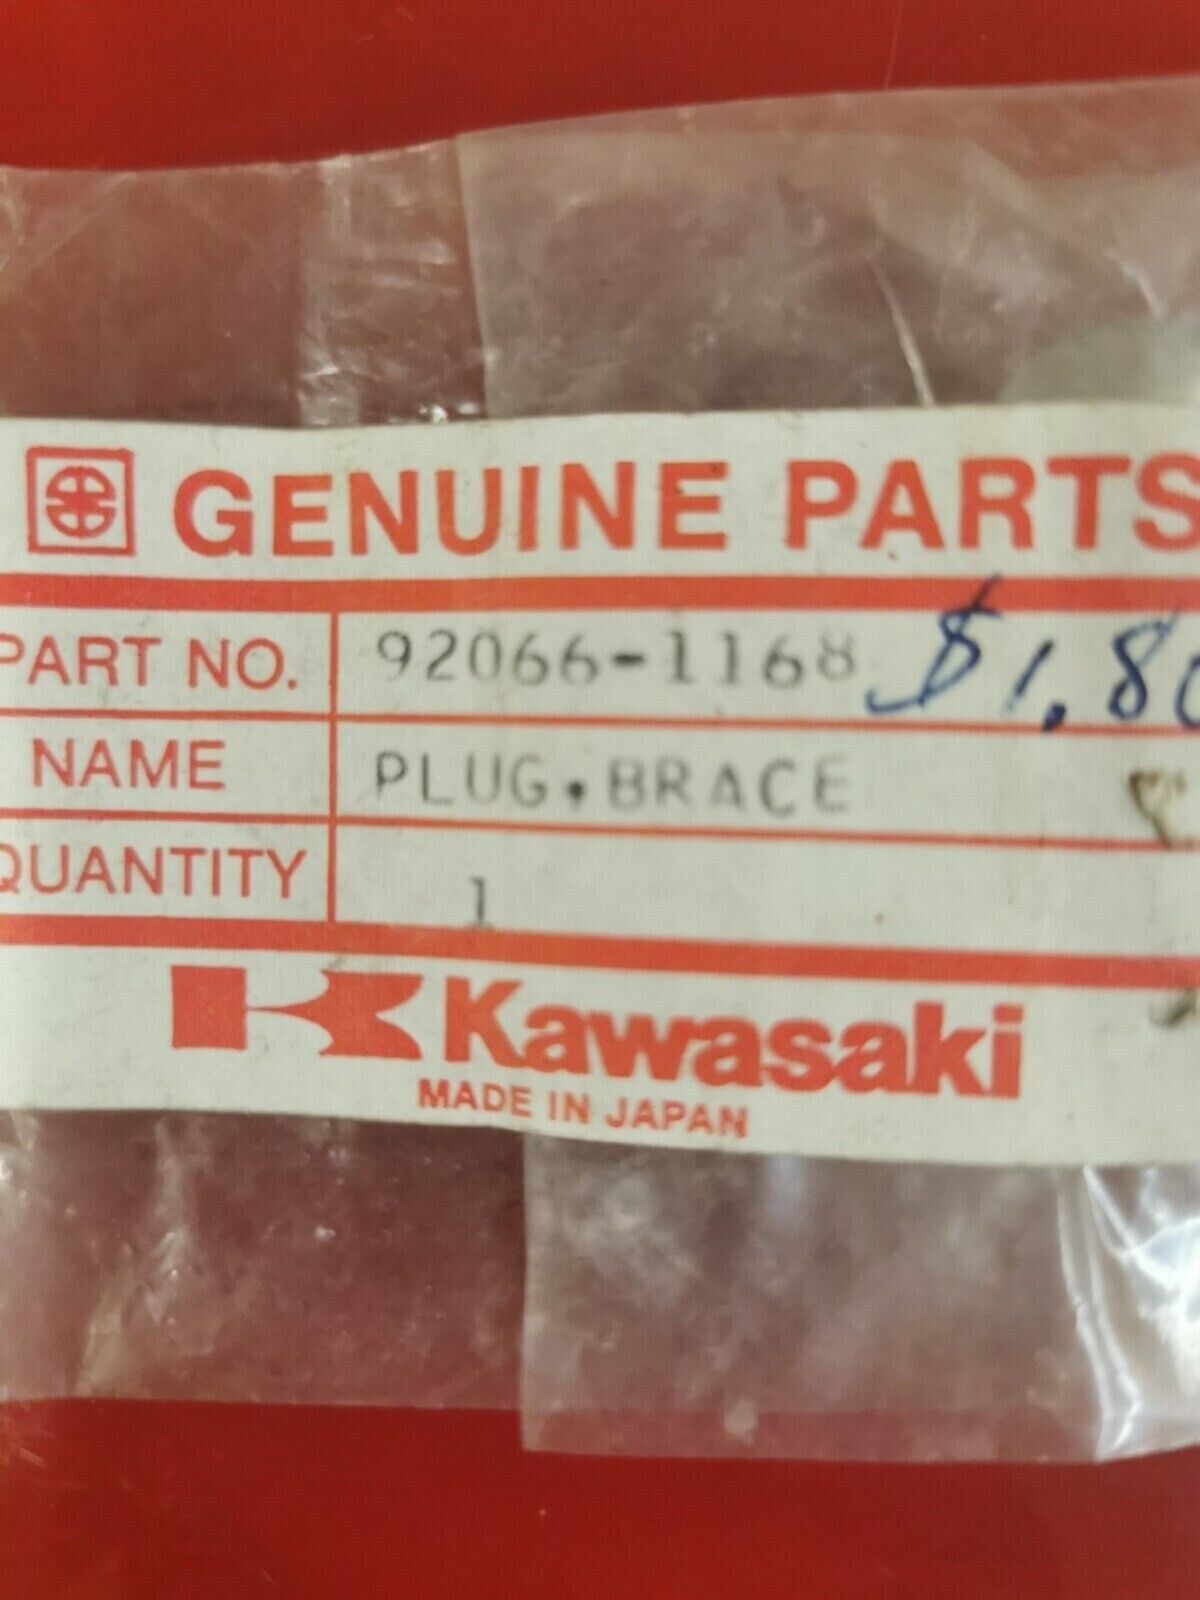 GENUINE PARTS
PART NO. 92066-1168 $1,80
NAME PLUG,BRACE
QUANTITY 1
Kawasaki
MADE IN JAPAN